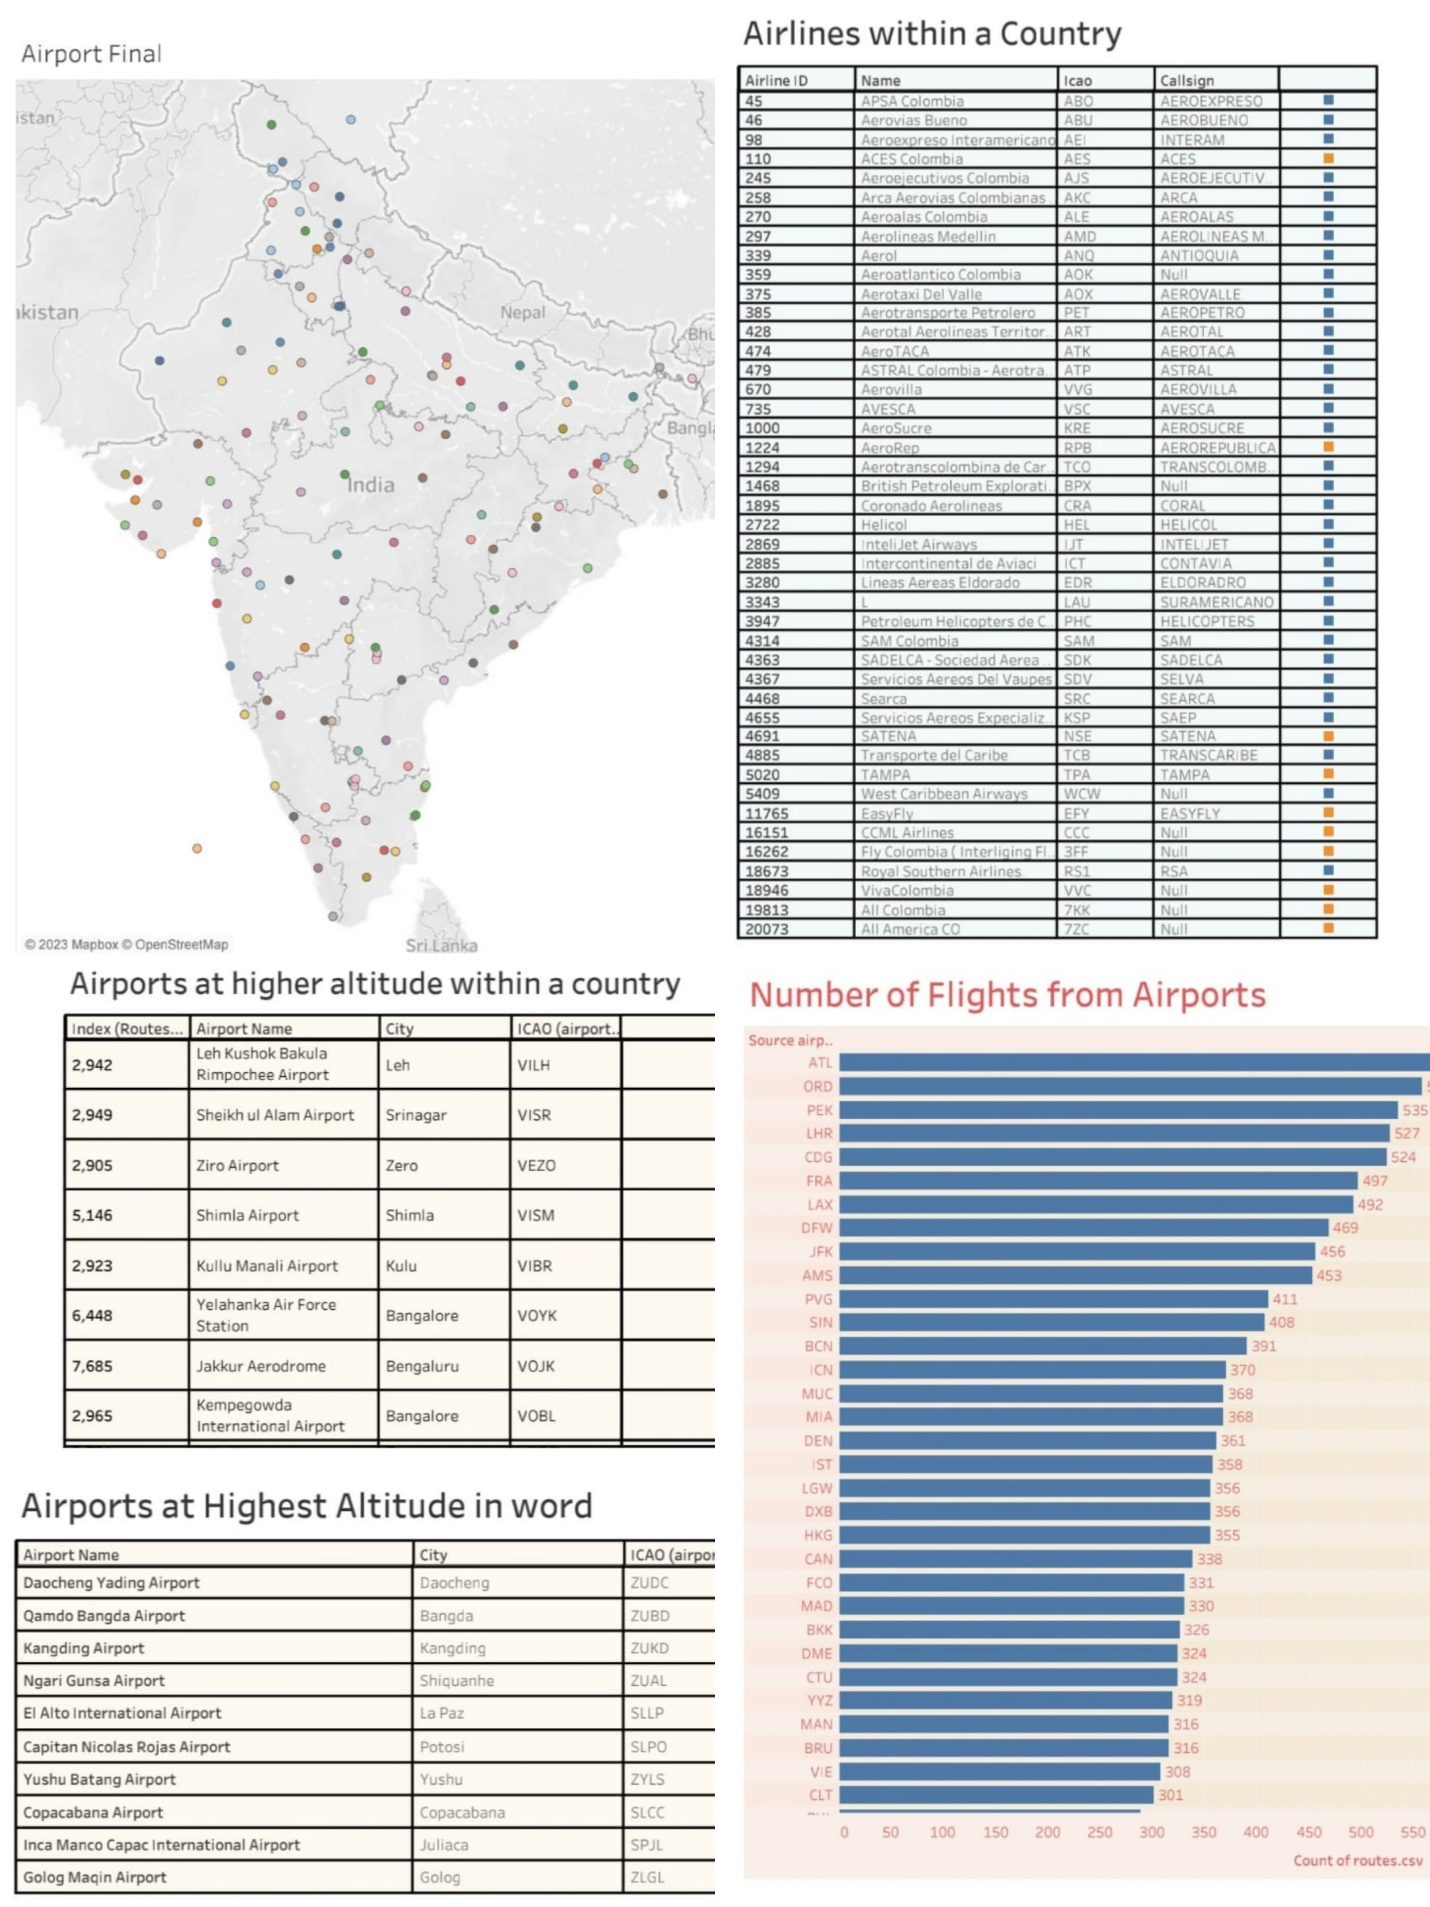 Airport Final
istan
akistan
Nepal
Bhu
Bangla
India
Sri Lanka
© 2023 Mapbox © OpenStreetMap
Airlines within a Country
Airline ID Name Icao Callsign
45 APSA Colombia ABO AEROEXPRESO
46 Aerovias Bueno ABU AEROBUENO
98 Aeroexpreso Interamericano AEI INTERAM
110 ACES Colombia AES ACES
245 Aeroejecutivos Colombia AJS AEROEJECUTIV..
258 Arca Aerovias Colombianas AKC ARCA
270 Aeroalas Colombia ALE AEROALAS
297 Aerolineas Medellin AMD AEROLINEAS M..
339 Aerol ANQ ANTIOQUIA
359 Aeroatlantico Colombia AOK Null
375 Aerotaxi Del Valle AOX AEROVALLE
385 Aerotransporte Petrolero PET AEROPETRO
428 Aerotal Aerolineas Territor.. ART AEROTAL
474 AeroTACA ATK AEROTACA
479 ASTRAL Colombia - Aerotra.. ATP ASTRAL
670 Aerovilla VVG AEROVILLA
735 AVESCA VSC AVESCA
1000 AeroSucre KRE AEROSUCRE
1224 AeroRep RPB AEROREPUBLICA
1294 Aerotranscolombina de Car.. TCO TRANSCOLOMB..
1468 British Petroleum Explorati.. BPX Null
1895 Coronado Aerolineas CRA CORAL
2722 Helicol HEL HELICOL
2869 InteliJet Airways IJT INTELIJET
2885 Intercontinental de Aviaci ICT CONTAVIA
3280 Lineas Aereas Eldorado EDR ELDORADRO
3343 L LAU SURAMERICANO
3947 Petroleum Helicopters de C.. PHC HELICOPTERS
4314 SAM Colombia SAM SAM
4363 SADELCA - Sociedad Aerea .. SDK SADELCA
4367 Servicios Aereos Del Vaupes SDV SELVA
4468 Searca SRC SEARCA
4655 Servicios Aereos Expecializ.. KSP SAEP
4691 SATENA NSE SATENA
4885 Transporte del Caribe TCB TRANSCARIBE
5020 TAMPA TPA TAMPA
5409 West Caribbean Airways WCW Null
11765 EasyFly EFY EASYFLY
16151 CCML Airlines CCC Null
16262 Fly Colombia ( Interliging Fl.. 3FF Null
18673 Royal Southern Airlines. RS1 RSA
18946 VivaColombia VVC Null
19813 All Colombia 7KK Null
20073 All America CO 7ZC Null
Airports at higher altitude within a country
Index (Routes... Airport Name City ICAO (airport..
2,942 Leh Kushok Bakula Leh VILH
Rimpochee Airport
2,949 Sheikh ul Alam Airport Srinagar VISR
2,905 Ziro Airport Zero VEZO
5,146 Shimla Airport Shimla VISM
2,923 Kullu Manali Airport Kulu VIBR
6,448 Yelahanka Air Force Bangalore VOYK
Station
7,685 Jakkur Aerodrome Bengaluru VOJK
2,965 Kempegowda Bangalore VOBL
International Airport
Airports at Highest Altitude in word
Airport Name City ICAO (airpor
Daocheng Yading Airport Daocheng ZUDC
Qamdo Bangda Airport Bangda ZUBD
Kangding Airport Kangding ZUKD
Ngari Gunsa Airport Shiquanhe ZUAL
El Alto International Airport La Paz SLLP
Capitan Nicolas Rojas Airport Potosi SLPO
Yushu Batang Airport Yushu ZYLS
Copacabana Airport Copacabana SLCC
Inca Manco Capac International Airport Juliaca SPJL
Golog Maqin Airport Golog ZLGL
Number of Flights from Airports
Source airp..
ATL
ORD 5
PEK 535
LHR 527
CDG 524
FRA 497
LAX 492
DFW 469
JFK 456
AMS 453
PVG 411
SIN 408
BCN 391
ICN 370
MUC 368
MIA 368
DEN 361
IST 358
LGW 356
DXB 356
HKG 355
CAN 338
FCO 331
MAD 330
BKK 326
DME 324
CTU 324
YYZ 319
MAN 316
BRU 316
VIE 308
CLT 301
0 50 100 150 200 250 300 350 400 450 500 550
Count of routes.csv